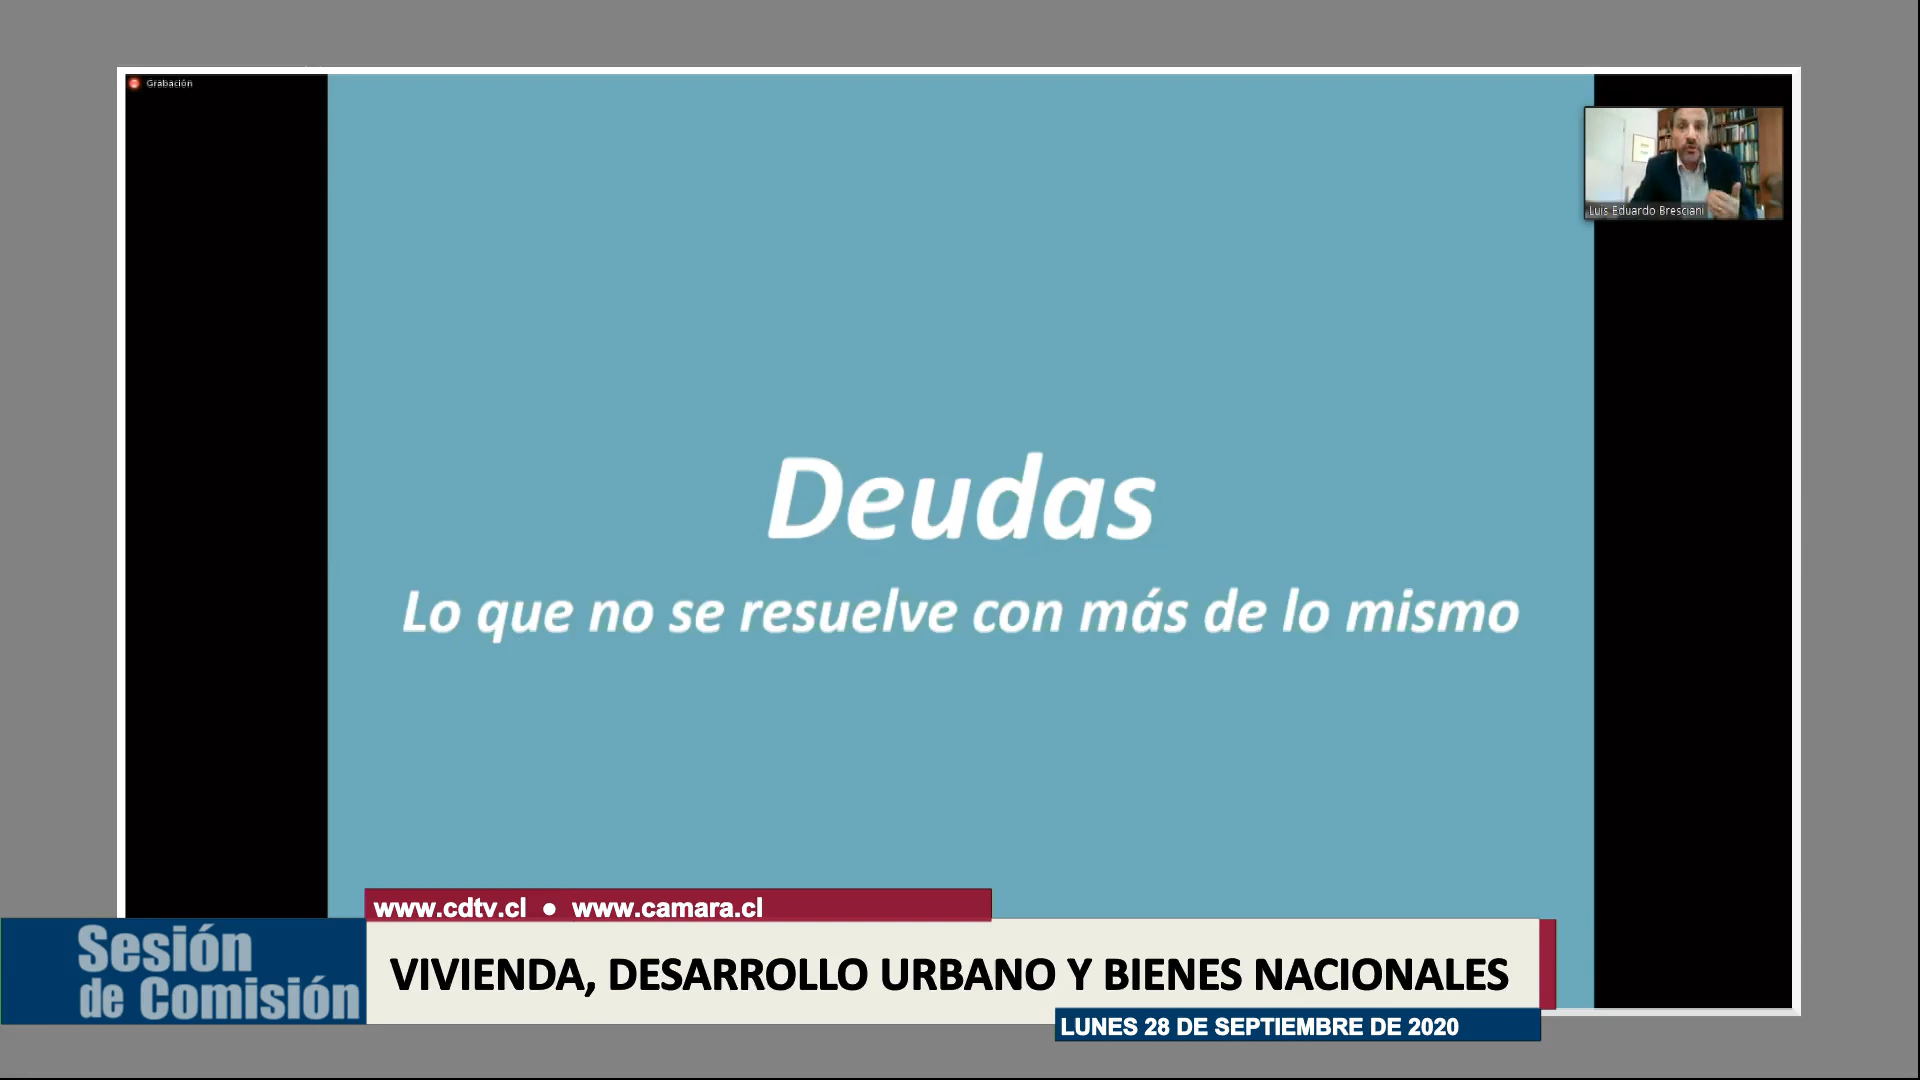 Grabación
Luis Eduardo Bresciani
Deudas
Lo que no se resuelve con más de lo mismo
www.cdtv.cl ● www.camara.cl
Sesión
de Comisión
VIVIENDA, DESARROLLO URBANO Y BIENES NACIONALES
LUNES 28 DE SEPTIEMBRE DE 2020